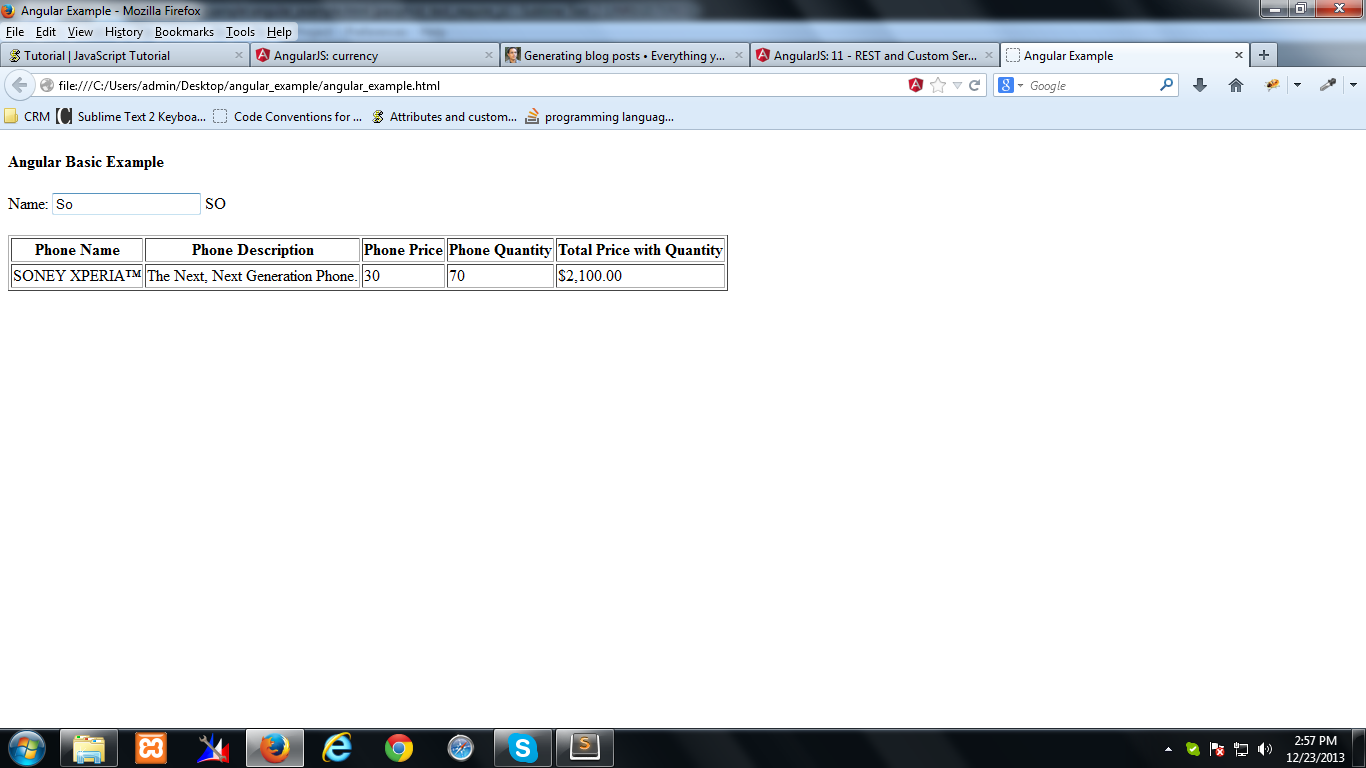 Angular Example - Mozilla Firefox
File Edit View History Bookmarks Tools Help
Tutorial | JavaScript Tutorial AngularJS: currency Generating blog posts • Everything y... AngularJS: 11 - REST and Custom Ser... Angular Example
file:///C:/Users/admin/Desktop/angular_example/angular_example.html Google
CRM Sublime Text 2 Keyboa... Code Conventions for ... Attributes and custom... programming languag...
Angular Basic Example
Name: So SO
Phone Name Phone Description Phone Price Phone Quantity Total Price with Quantity
SONEY XPERIA™ The Next, Next Generation Phone. 30 70 $2,100.00
2:57 PM
12/23/2013